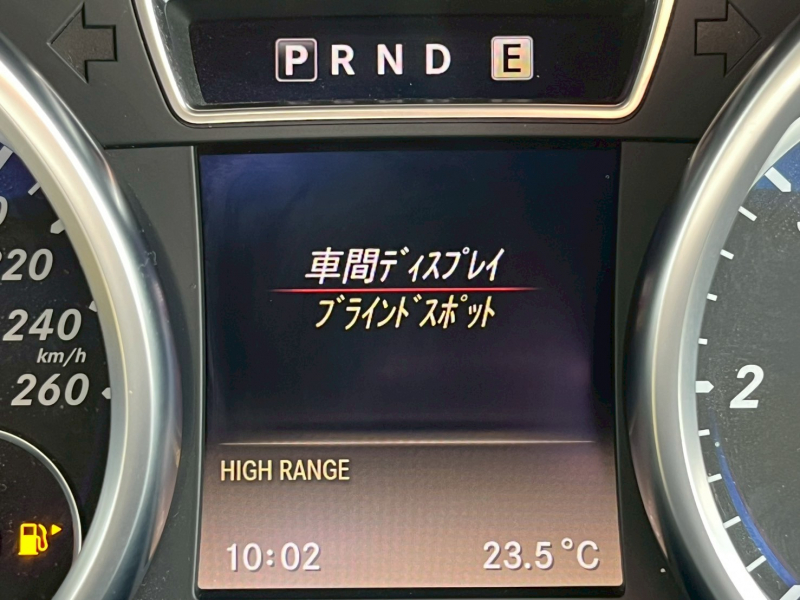 P R N D E
車間ディスプレイ
ブラインドスポット
220
240
km/h
260
2
HIGH RANGE
10:02 23.5°C